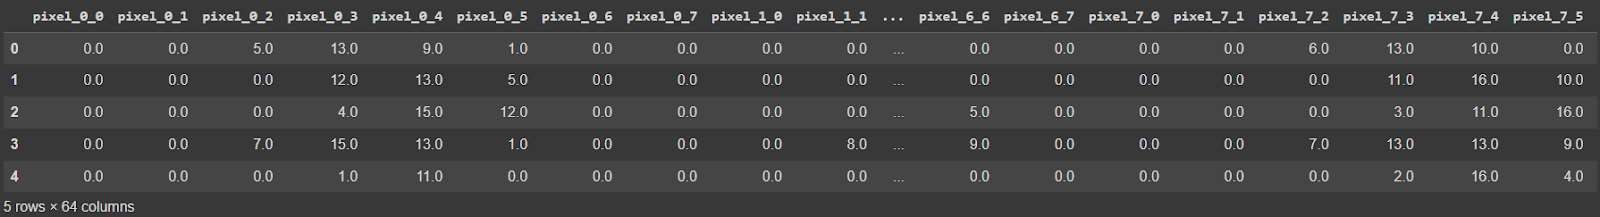 pixel_0_0 pixel_0_1 pixel_0_2 pixel_0_3 pixel_0_4 pixel_0_5 pixel_0_6 pixel_0_7 pixel_1_0 pixel_1_1 ... pixel_6_6 pixel_6_7 pixel_7_0 pixel_7_1 pixel_7_2 pixel_7_3 pixel_7_4 pixel_7_5
0 0.0 0.0 5.0 13.0 9.0 1.0 0.0 0.0 0.0 0.0 ... 0.0 0.0 0.0 0.0 6.0 13.0 10.0 0.0
1 0.0 0.0 0.0 12.0 13.0 5.0 0.0 0.0 0.0 0.0 ... 0.0 0.0 0.0 0.0 0.0 11.0 16.0 10.0
2 0.0 0.0 0.0 4.0 15.0 12.0 0.0 0.0 0.0 0.0 ... 5.0 0.0 0.0 0.0 0.0 3.0 11.0 16.0
3 0.0 0.0 7.0 15.0 13.0 1.0 0.0 0.0 0.0 8.0 ... 9.0 0.0 0.0 0.0 7.0 13.0 13.0 9.0
4 0.0 0.0 0.0 1.0 11.0 0.0 0.0 0.0 0.0 0.0 ... 0.0 0.0 0.0 0.0 0.0 2.0 16.0 4.0
5 rows × 64 columns